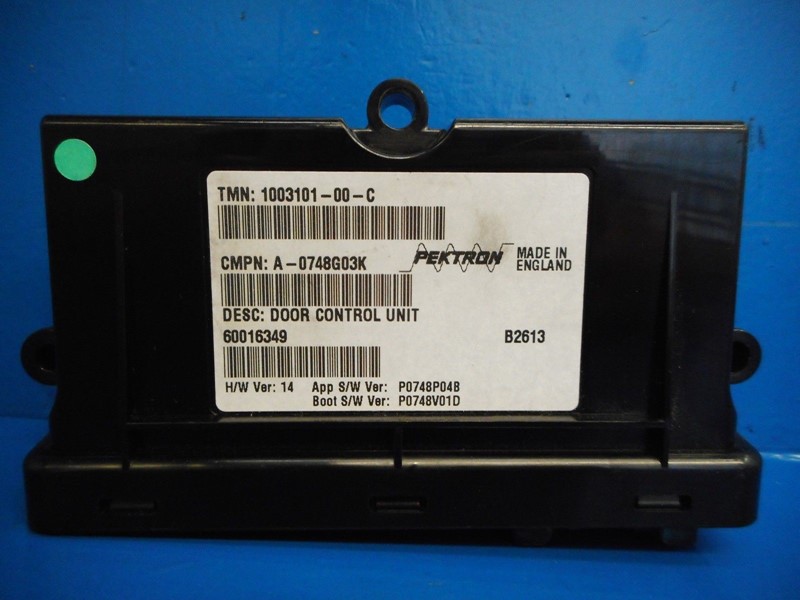 TMN: 1003101-00-C
CMPN: A-0748G03K
PEKTRON
MADE IN
ENGLAND
DESC: DOOR CONTROL UNIT
60016349 B2613
H/W Ver: 14 App S/W Ver: P0748P04B
Boot S/W Ver: P0748V01D